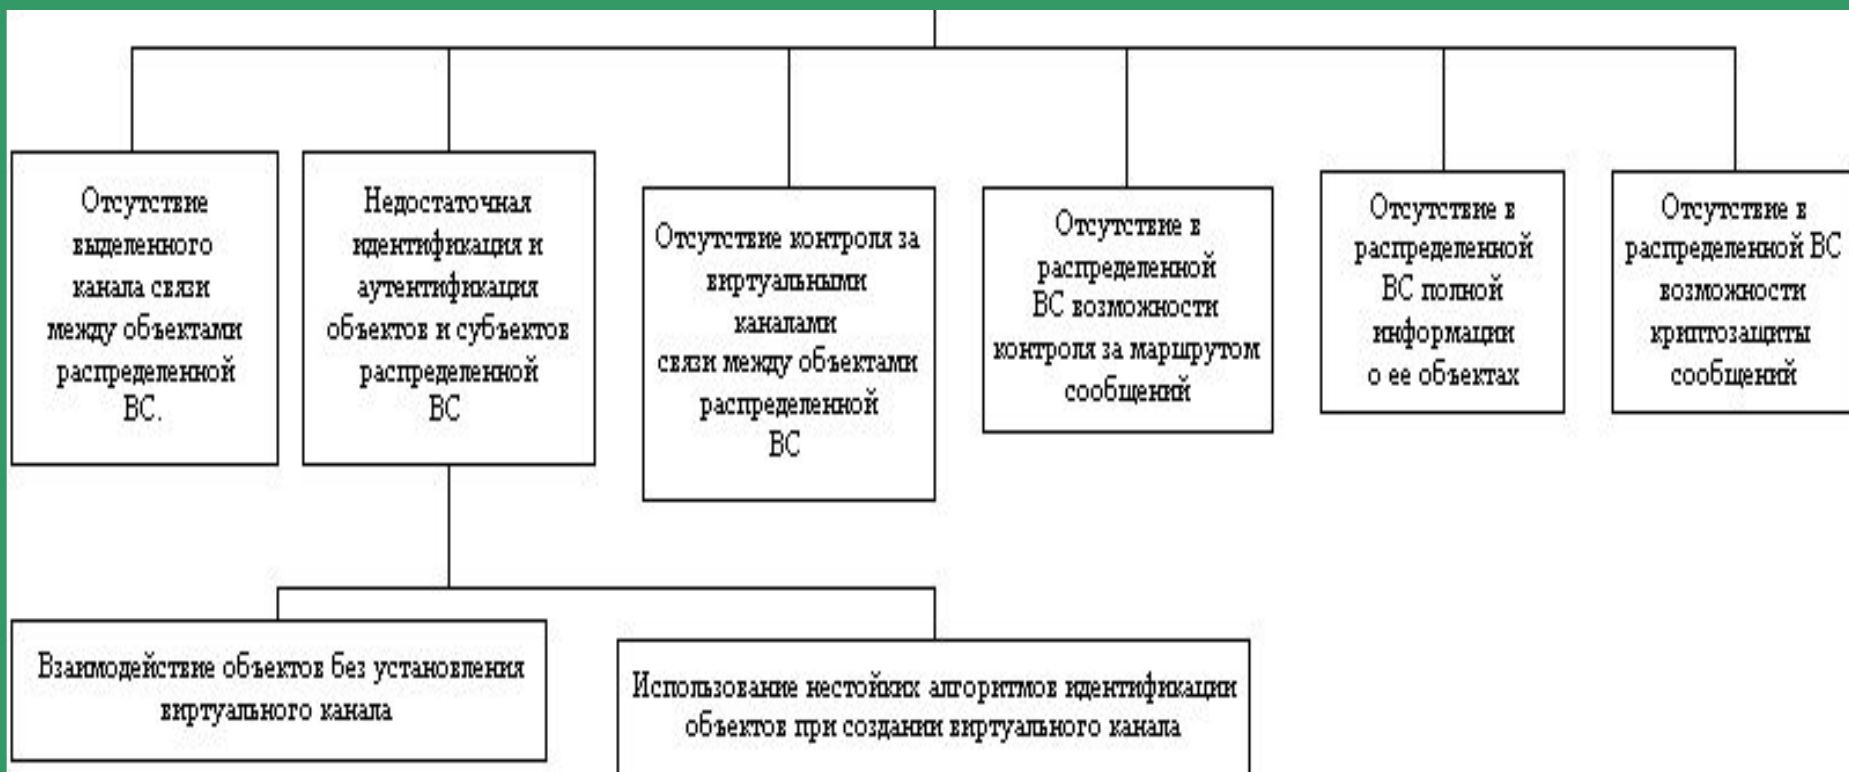 Отсутствие
выделенного
канала связи
между объектами
распределенной
ВС.
Недостаточная
идентификация и
аутентификация
объектов и субъектов
распределенной
ВС
Отсутствие контроля за
виртуальными
каналами
связи между объектами
распределенной
ВС
Отсутствие в
распределенной
ВС возможности
контроля за маршрутом
сообщений
Отсутствие в
распределенной
ВС полной
информации
о ее объектах
Отсутствие в
распределенной ВС
возможности
криптозащиты
сообщений
Взаимодействие объектов без установления
виртуального канала
Использование нестойких алгоритмов идентификации
объектов при создании виртуального канала